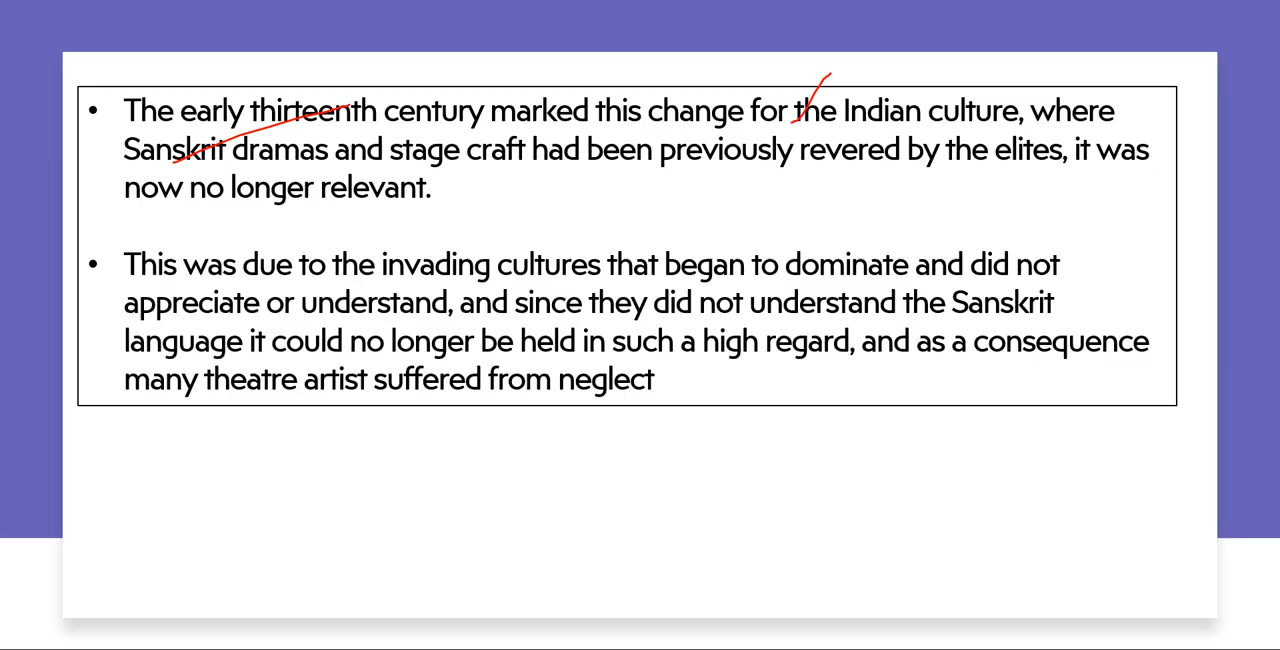 • The early thirteenth century marked this change for the Indian culture, where
Sanskrit dramas and stage craft had been previously revered by the elites, it was
now no longer relevant.
• This was due to the invading cultures that began to dominate and did not
appreciate or understand, and since they did not understand the Sanskrit
language it could no longer be held in such a high regard, and as a consequence
many theatre artist suffered from neglect